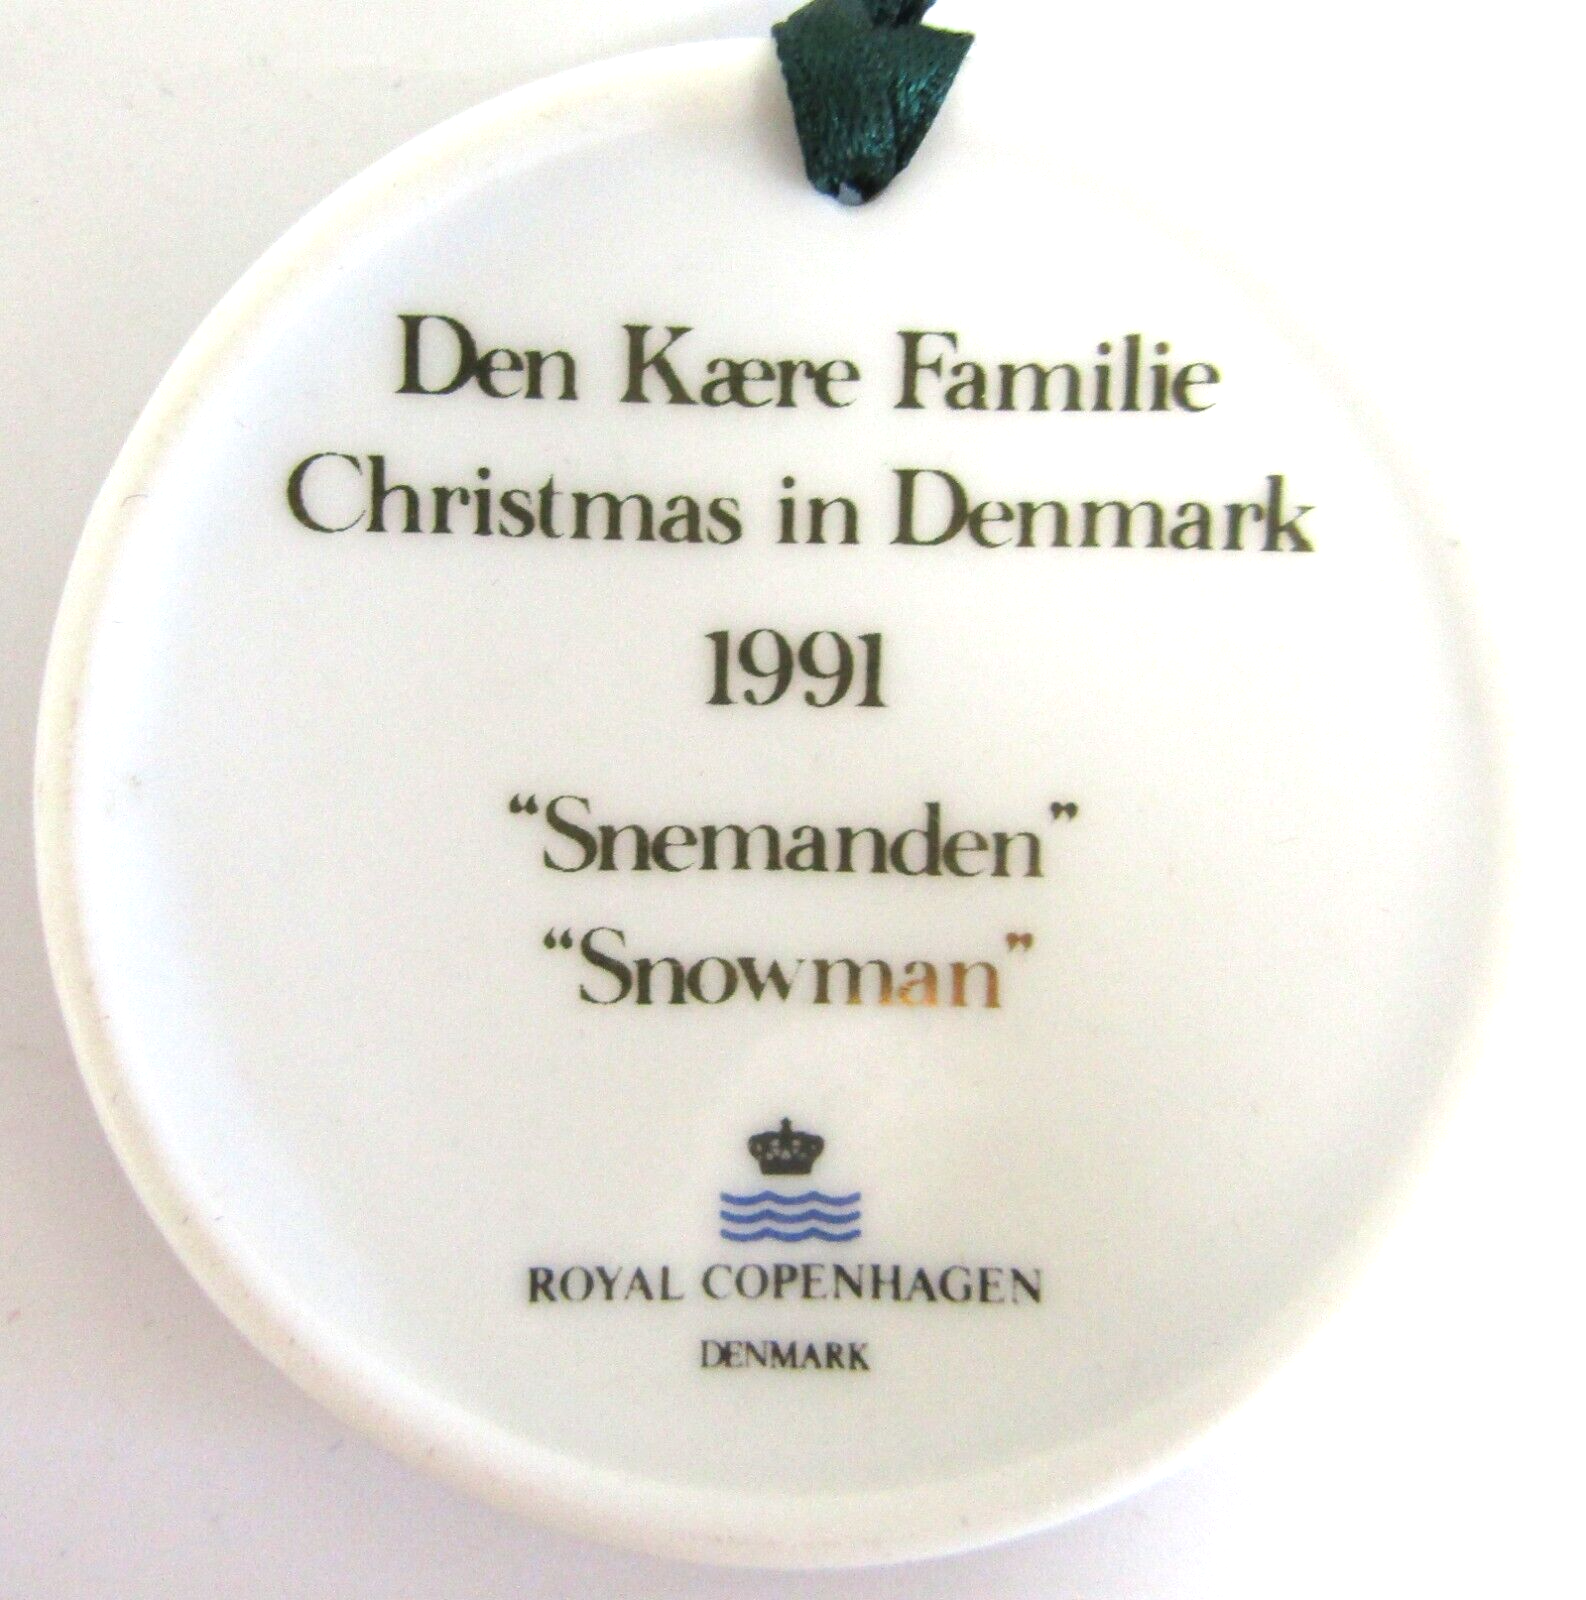 Den Kære Familie
Christmas in Denmark
1991
“Snemanden”
“Snowman”
ROYAL COPENHAGEN
DENMARK